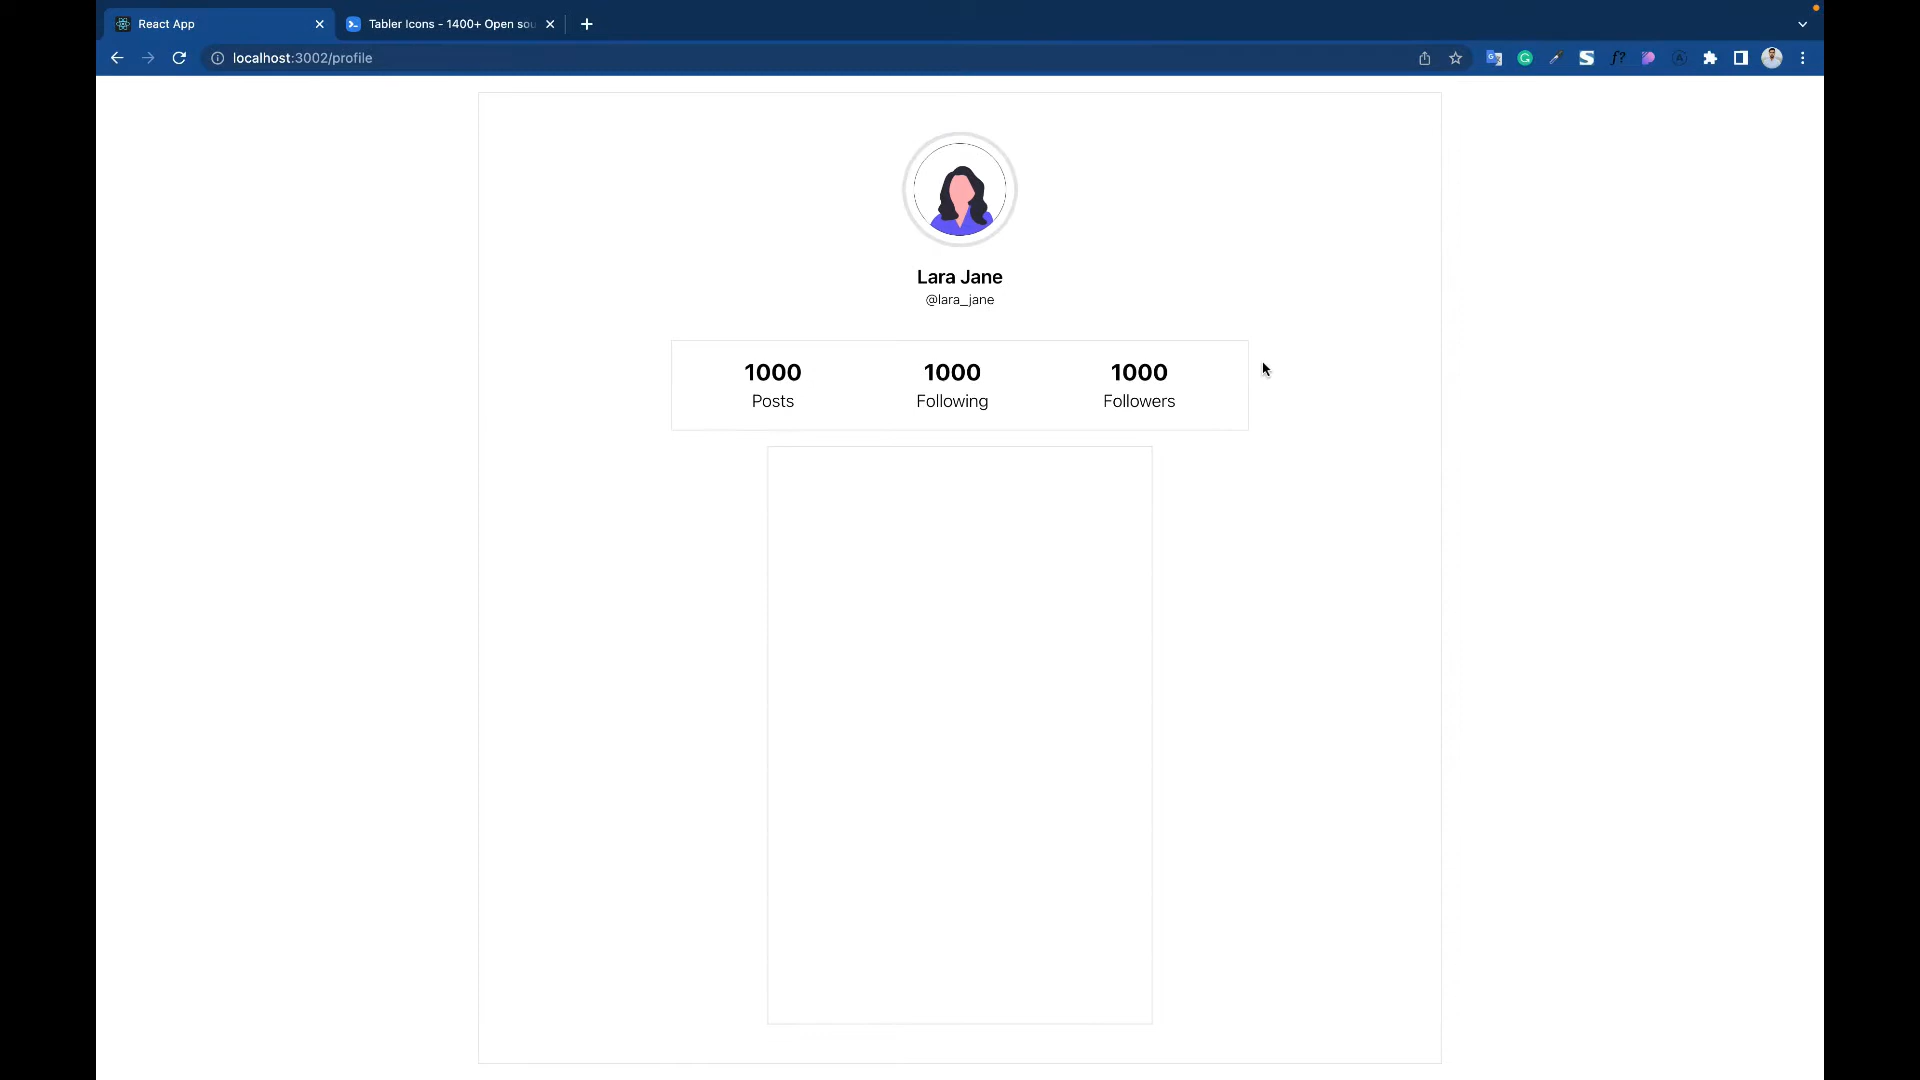 React App
Tabler Icons - 1400+ Open sou
localhost:3002/profile
Lara Jane
@lara_jane
1000 1000 1000
Posts Following Followers